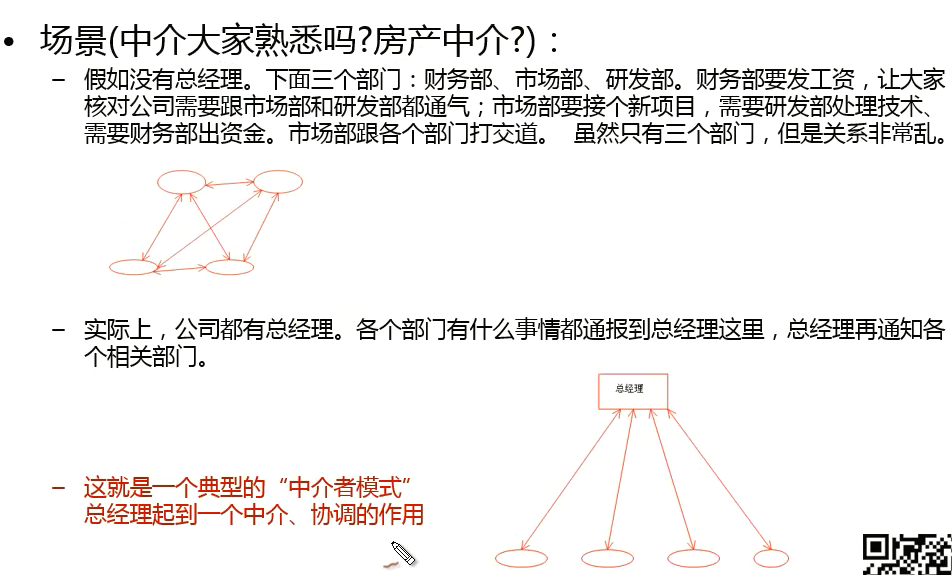 • 场景(中介大家熟悉吗?房产中介?)：
– 假如没有总经理。下面三个部门：财务部、市场部、研发部。财务部要发工资，让大家
核对公司需要跟市场部和研发部都通气；市场部要接个新项目，需要研发部处理技术、
需要财务部出资金。市场部跟各个部门打交道。 虽然只有三个部门，但是关系非常乱。
– 实际上，公司都有总经理。各个部门有什么事情都通报到总经理这里，总经理再通知各
个相关部门。
总经理
– 这就是一个典型的“中介者模式”
总经理起到一个中介、协调的作用